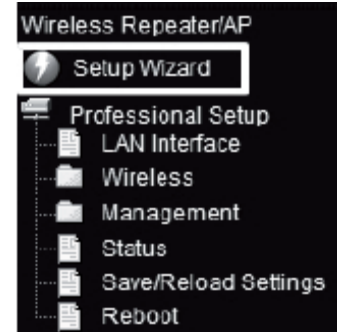 Wireless Repeater/AP
Setup Wizard
Professional Setup
LAN Interface
Wireless
Management
Status
Save/Reload Settings
Reboot